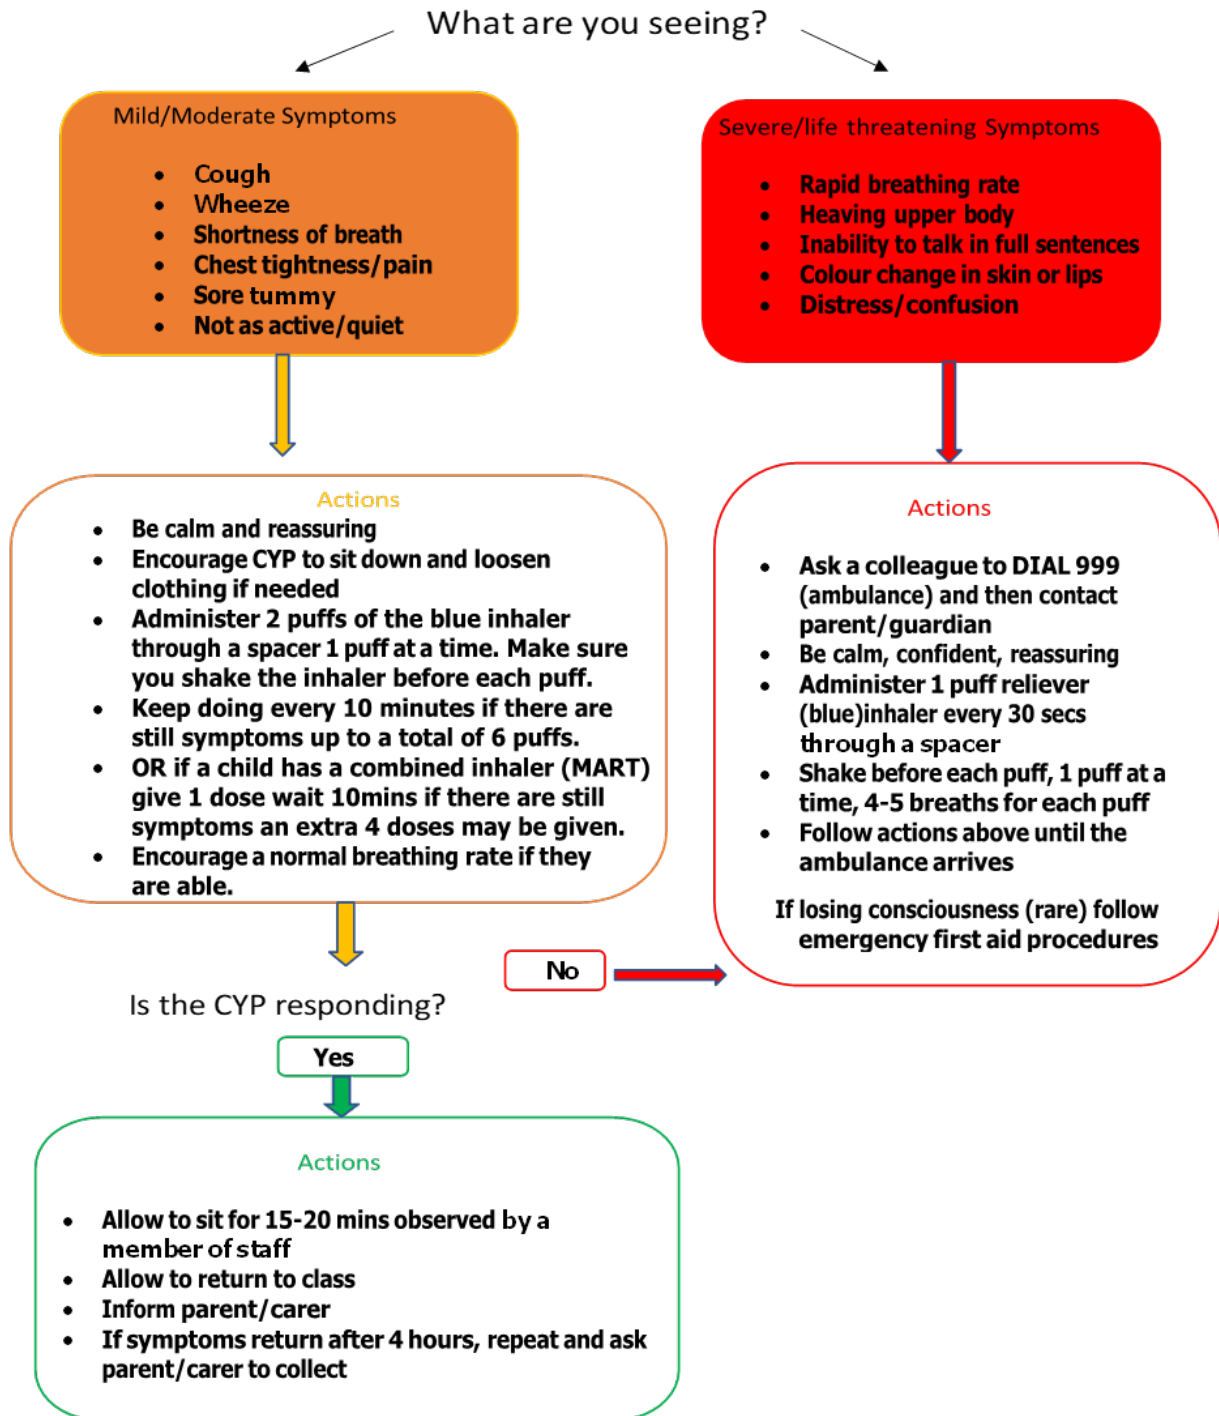 What are you seeing?
Mild/Moderate Symptoms
• Cough
• Wheeze
• Shortness of breath
• Chest tightness/pain
• Sore tummy
• Not as active/quiet
Severe/life threatening Symptoms
• Rapid breathing rate
• Heaving upper body
• Inability to talk in full sentences
• Colour change in skin or lips
• Distress/confusion
Actions
• Be calm and reassuring
• Encourage CYP to sit down and loosen
clothing if needed
• Administer 2 puffs of the blue inhaler
through a spacer 1 puff at a time. Make sure
you shake the inhaler before each puff.
• Keep doing every 10 minutes if there are
still symptoms up to a total of 6 puffs.
• OR if a child has a combined inhaler (MART)
give 1 dose wait 10mins if there are still
symptoms an extra 4 doses may be given.
• Encourage a normal breathing rate if they
are able.
Actions
• Ask a colleague to DIAL 999
(ambulance) and then contact
parent/guardian
• Be calm, confident, reassuring
• Administer 1 puff reliever
(blue)inhaler every 30 secs
through a spacer
• Shake before each puff, 1 puff at a
time, 4-5 breaths for each puff
• Follow actions above until the
ambulance arrives
If losing consciousness (rare) follow
emergency first aid procedures
No
Is the CYP responding?
Yes
Actions
• Allow to sit for 15-20 mins observed by a
member of staff
• Allow to return to class
• Inform parent/carer
• If symptoms return after 4 hours, repeat and ask
parent/carer to collect